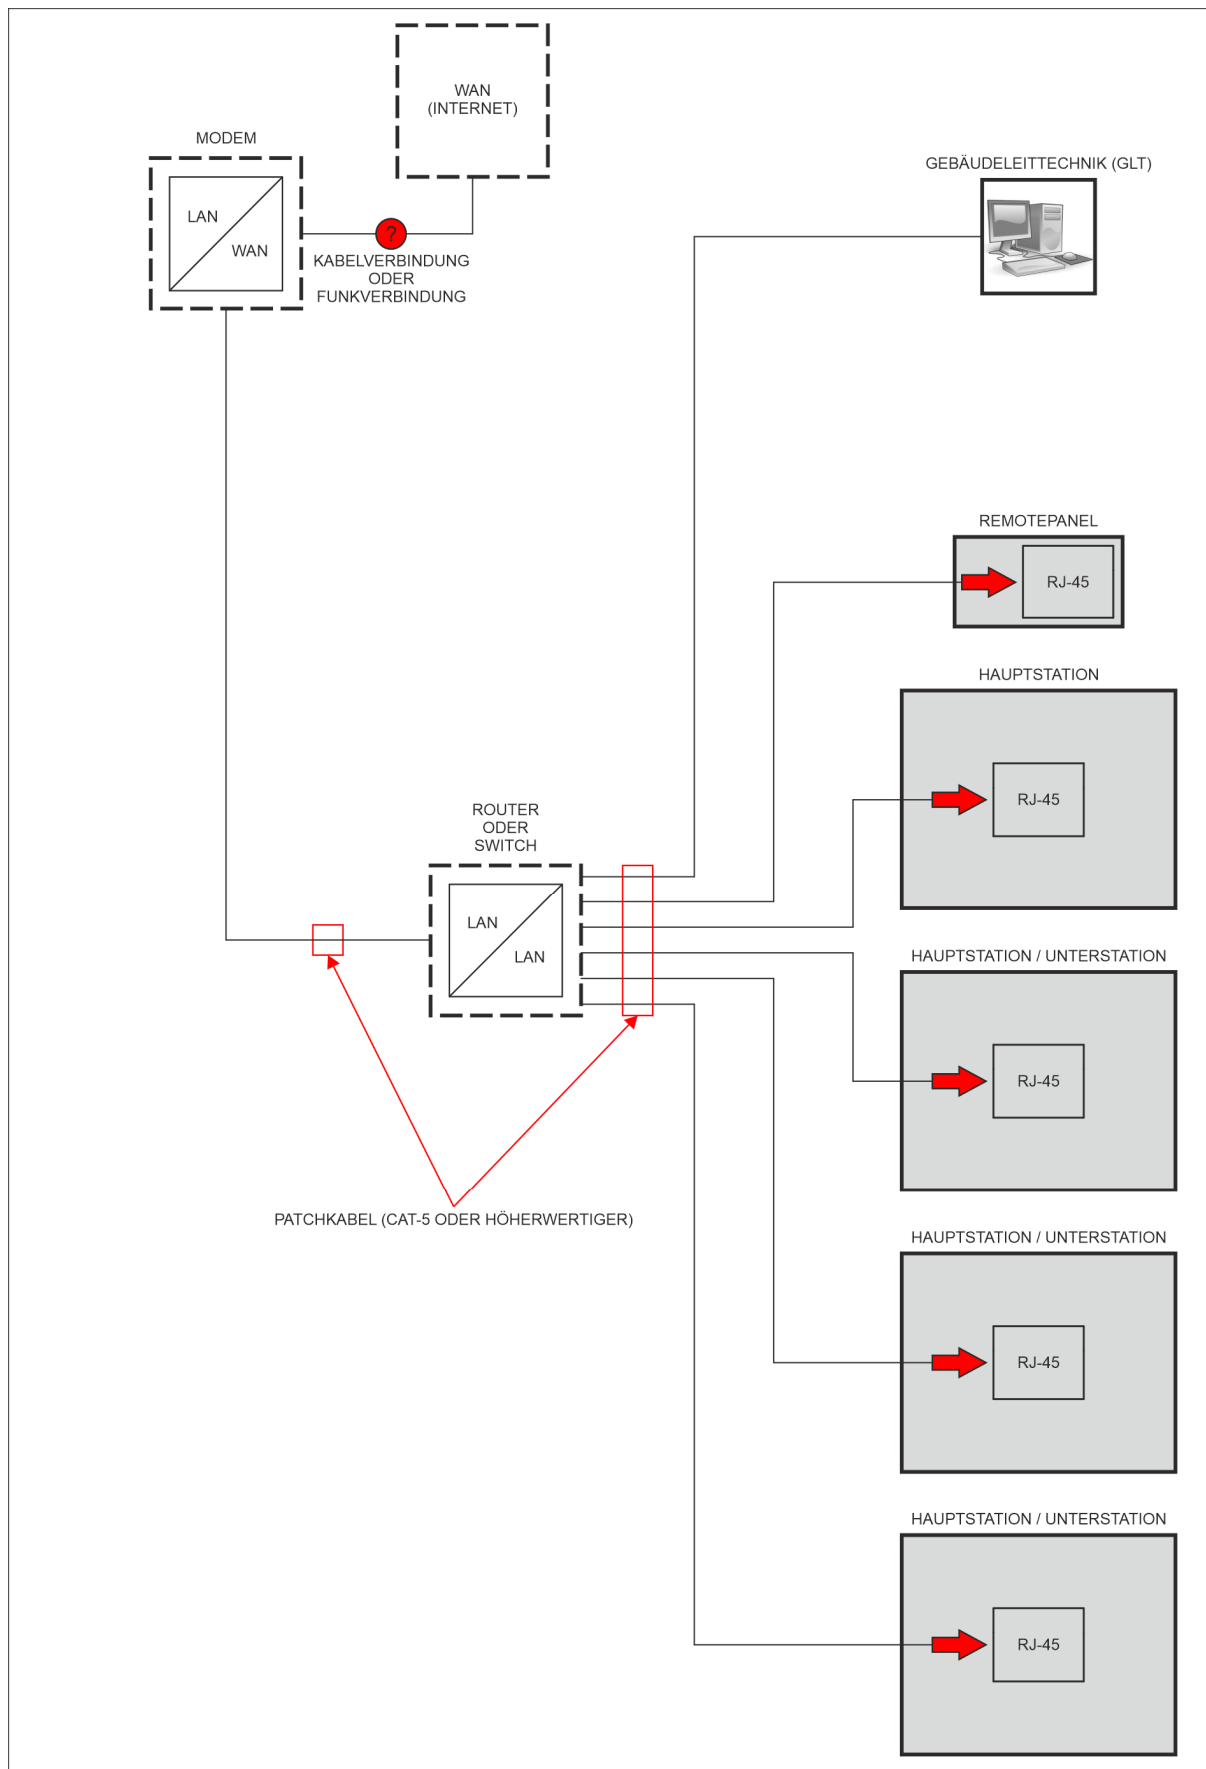 WAN
(INTERNET)
MODEM
LAN
WAN
?
KABELVERBINDUNG
ODER
FUNKVERBINDUNG
GEBÄUDELEITTECHNIK (GLT)
REMOTEPANEL
RJ-45
HAUPTSTATION
RJ-45
ROUTER
ODER
SWITCH
LAN
LAN
HAUPTSTATION / UNTERSTATION
RJ-45
PATCHKABEL (CAT-5 ODER HÖHERWERTIGER)
HAUPTSTATION / UNTERSTATION
RJ-45
HAUPTSTATION / UNTERSTATION
RJ-45